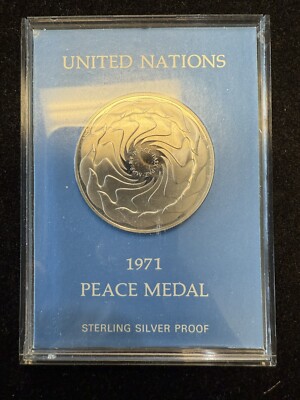 UNITED NATIONS
1971
PEACE MEDAL
STERLING SILVER PROOF